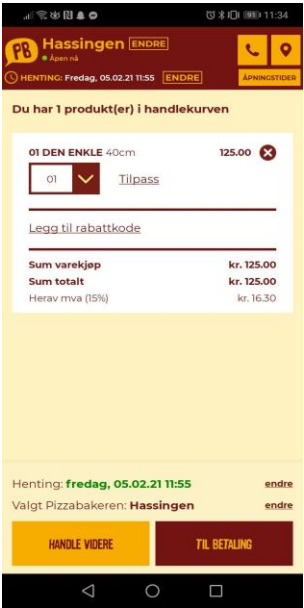 11:34
PB Hassingen ENDRE
Åpen nå
HENTING: Fredag, 05.02.21 11:55 ENDRE
ÅPNINGSTIDER
Du har 1 produkt(er) i handlekurven
01 DEN ENKLE 40cm 125.00
01 Tilpass
Legg til rabattkode
Sum varekjøp kr. 125.00
Sum totalt kr. 125.00
Herav mva (15%) kr. 16.30
Henting: fredag, 05.02.21 11:55 endre
Valgt Pizzabakeren: Hassingen endre
HANDLE VIDERE TIL BETALING